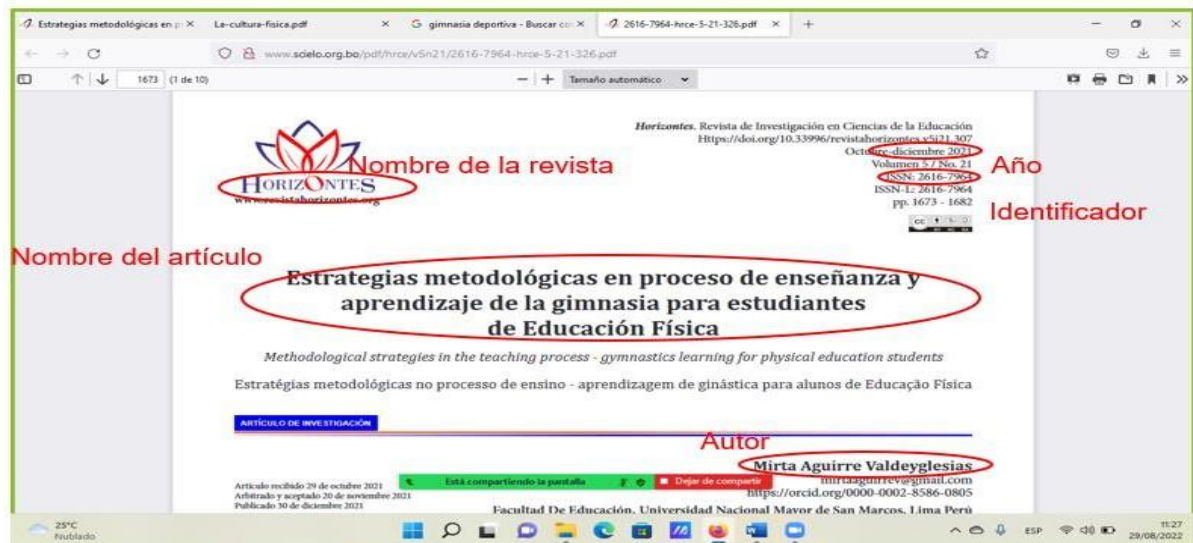 Estrategias metodológicas en p
La-cultura-fisica.pdf
gimnasia deportiva - Buscar con
2616-7964-hrce-5-21-326.pdf
www.scielo.org.bo/pdf/hrce/v5n21/2616-7964-hrce-5-21-326.pdf
1673 (1 de 10)
Tamaño automático
Horizontes. Revista de Investigación en Ciencias de la Educación
Https://doi.org/10.33996/revistahorizontes.v5i21.307
Octubre-diciembre 2021
Volumen 5 / No. 21
ISSN: 2616-7964
ISSN-L: 2616-7964
pp. 1673 - 1682
Nombre de la revista
Año
Identificador
HORIZONTES
www.revistahorizontes.org
Nombre del artículo
Estrategias metodológicas en proceso de enseñanza y
aprendizaje de la gimnasia para estudiantes
de Educación Física
Methodological strategies in the teaching process - gymnastics learning for physical education students
Estratégias metodológicas no processo de ensino - aprendizagem de ginástica para alunos de Educação Física
ARTÍCULO DE INVESTIGACIÓN
Autor
Mirta Aguirre Valdeyglesias
mirtaaguirrev@gmail.com
https://orcid.org/0000-0002-8586-0805
Artículo recibido 29 de octubre 2021
Arbitrado y aceptado 20 de noviembre 2021
Publicado 30 de diciembre 2021
Está compartiendo la pantalla
Dejar de compartir
Facultad De Educación, Universidad Nacional Mayor de San Marcos, Lima Perú
25°C
Nublado
ESP
11:27
29/08/2022